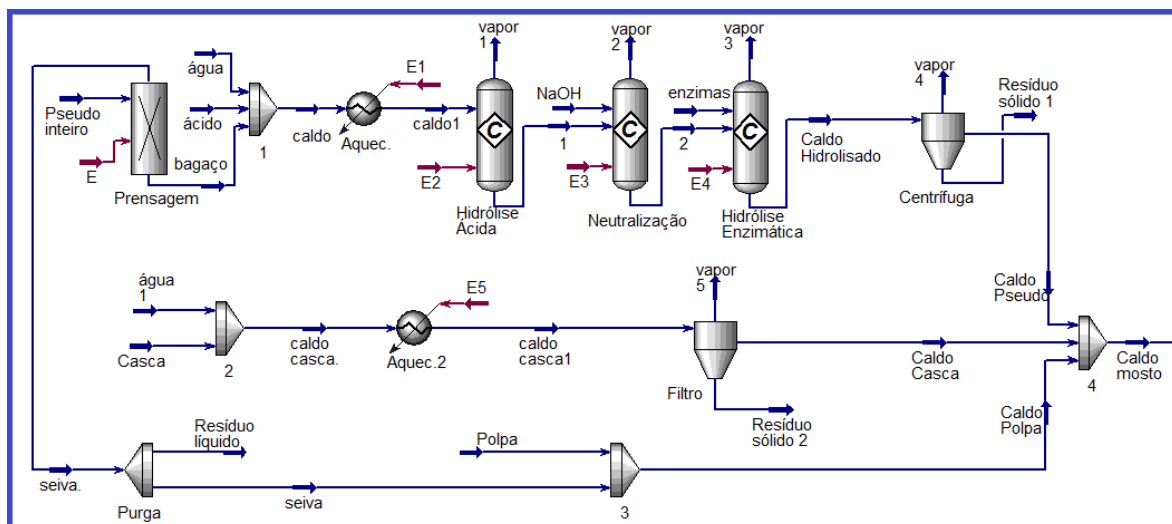 vapor
1
vapor
2
vapor
3
vapor
4
Resíduo
sólido 1
água
Pseudo
inteiro
ácido
E
bagaço
Prensagem
1
caldo
E1
Aquec.
caldo1
E2
Hidrólise
Ácida
NaOH
1
E3
Neutralização
enzimas
2
E4
Hidrólise
Enzimática
C
C
C
Caldo
Hidrolisado
Centrífuga
água
1
Casca
2
caldo
casca.
E5
Aquec.2
caldo
casca1
vapor
5
Filtro
Resíduo
sólido 2
Caldo
Pseudo
Caldo
Casca
Caldo
Polpa
4
Caldo
mosto
Resíduo
líquido
seiva.
Purga
seiva
Polpa
3